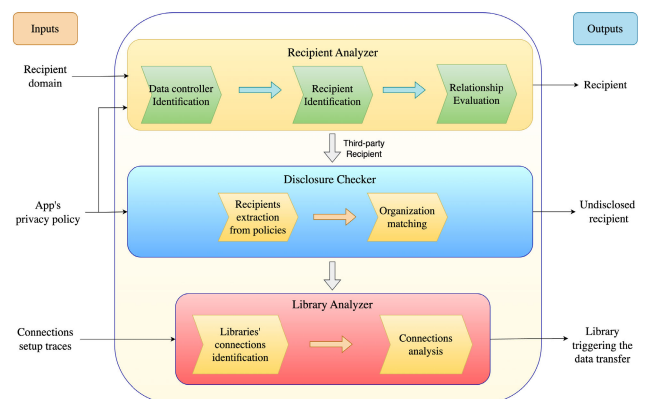 Inputs
Outputs
Recipient Analyzer
Recipient
domain
Data controller
Identification
Recipient
Identification
Relationship
Evaluation
Recipient
Third-party
Recipient
Disclosure Checker
App's
privacy policy
Recipients
extraction
from policies
Organization
matching
Undisclosed
recipient
Library Analyzer
Connections
setup traces
Libraries'
connections
identification
Connections
analysis
Library
triggering the
data transfer